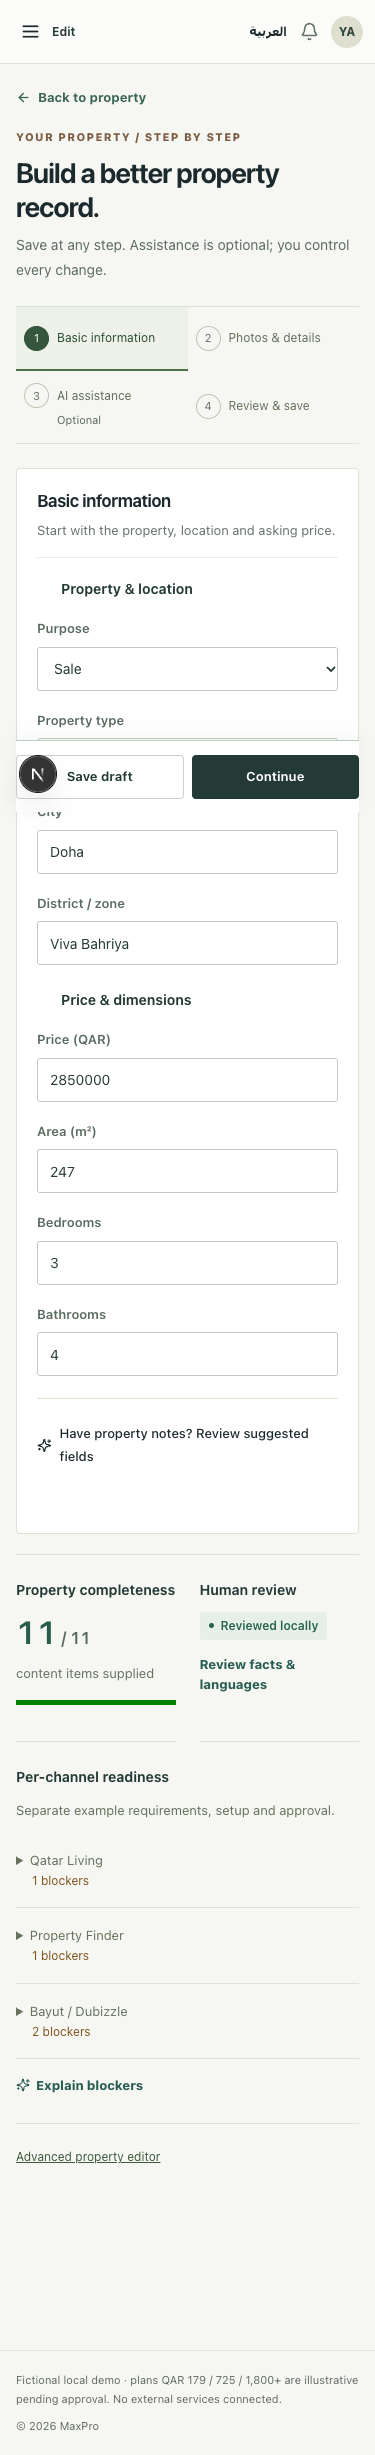 Edit
العربية
YA
Back to property
YOUR PROPERTY / STEP BY STEP
Build a better property
record.
Save at any step. Assistance is optional; you control
every change.
1 Basic information
2 Photos & details
3 AI assistance
Optional
4 Review & save
Basic information
Start with the property, location and asking price.
Property & location
Purpose
Sale
Property type
N
Save draft
Continue
City
Doha
District / zone
Viva Bahriya
Price & dimensions
Price (QAR)
2850000
Area (m²)
247
Bedrooms
3
Bathrooms
4
Have property notes? Review suggested
fields
Property completeness
11 / 11
content items supplied
Human review
Reviewed locally
Review facts &
languages
Per-channel readiness
Separate example requirements, setup and approval.
Qatar Living
1 blockers
Property Finder
1 blockers
Bayut / Dubizzle
2 blockers
Explain blockers
Advanced property editor
Fictional local demo · plans QAR 179 / 725 / 1,800+ are illustrative
pending approval. No external services connected.
© 2026 MaxPro